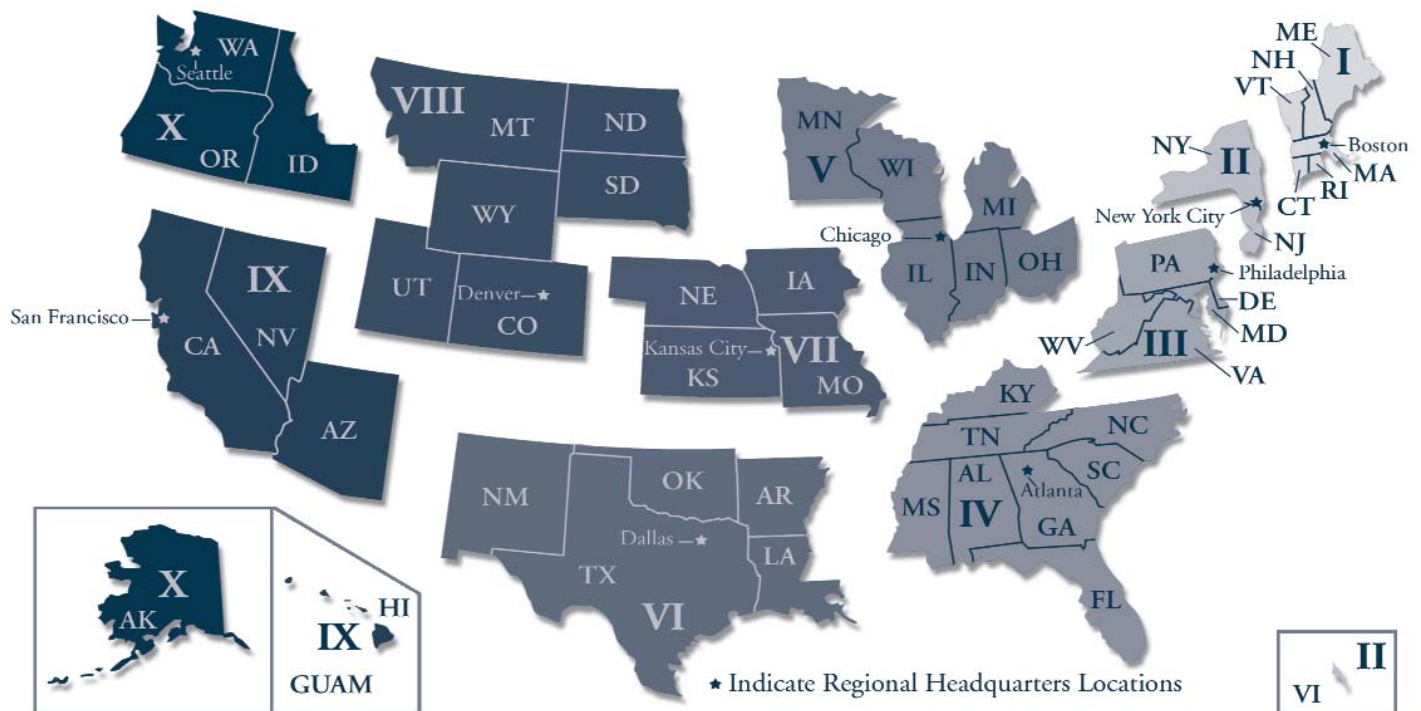 WA
Seattle
X
OR
ID
VIII
MT
ND
SD
WY
UT
Denver
CO
IX
NV
San Francisco
CA
AZ
NE
IA
Kansas City
KS
VII
MO
MN
V
WI
MI
Chicago
IL
IN
OH
ME
I
NH
VT
Boston
MA
RI
CT
NY
II
New York City
NJ
PA
Philadelphia
DE
MD
WV
III
VA
KY
NC
TN
SC
AL
Atlanta
MS
IV
GA
FL
NM
OK
AR
Dallas
LA
TX
VI
X
AK
HI
IX
GUAM
★ Indicate Regional Headquarters Locations
II
VI